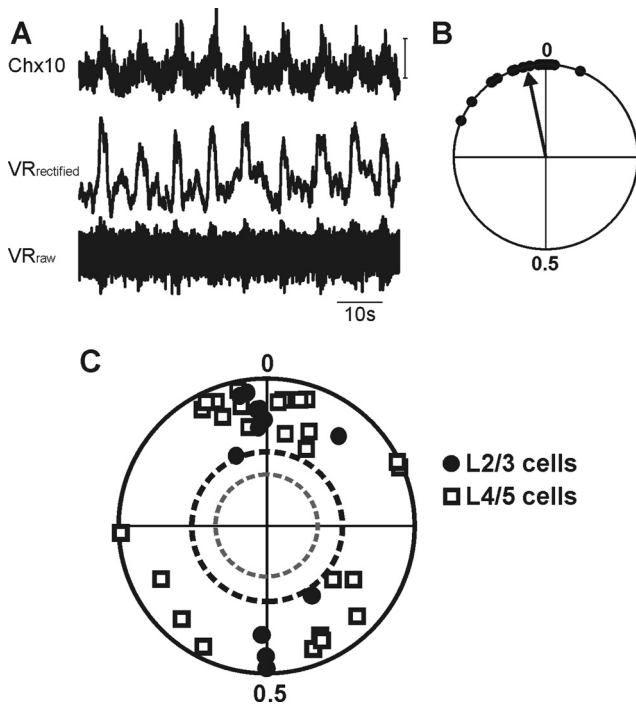 A
Chx10
VRrectified
VRraw
10s
B
0
0.5
C
0
0.5
L2/3 cells
L4/5 cells